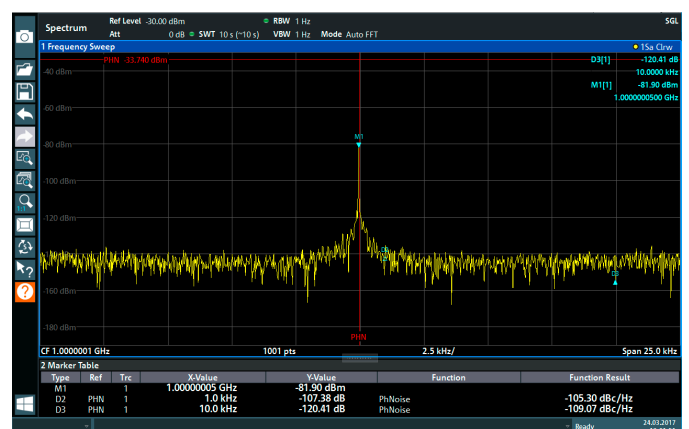 Spectrum
Ref Level -30.00 dBm RBW 1 Hz SGL
Att 0 dB SWT 10 s (~10 s) VBW 1 Hz Mode Auto FFT
1 Frequency Sweep 1Sa Clrw
PHN -33.740 dBm D3[1] -120.41 dB
10.0000 kHz
-40 dBm
M1[1] -81.90 dBm
1.0000000500 GHz
-60 dBm
M1
-80 dBm
-100 dBm
-120 dBm
-140 dBm
D2
D3
-160 dBm
-180 dBm
PHN
CF 1.0000001 GHz 1001 pts 2.5 kHz/ Span 25.0 kHz
2 Marker Table
Type Ref Trc X-Value Y-Value Function Function Result
M1 1 1.00000005 GHz -81.90 dBm
D2 PHN 1 1.0 kHz -107.38 dB PhNoise -105.30 dBc/Hz
D3 PHN 1 10.0 kHz -120.41 dB PhNoise -109.07 dBc/Hz
Ready 24.03.2017